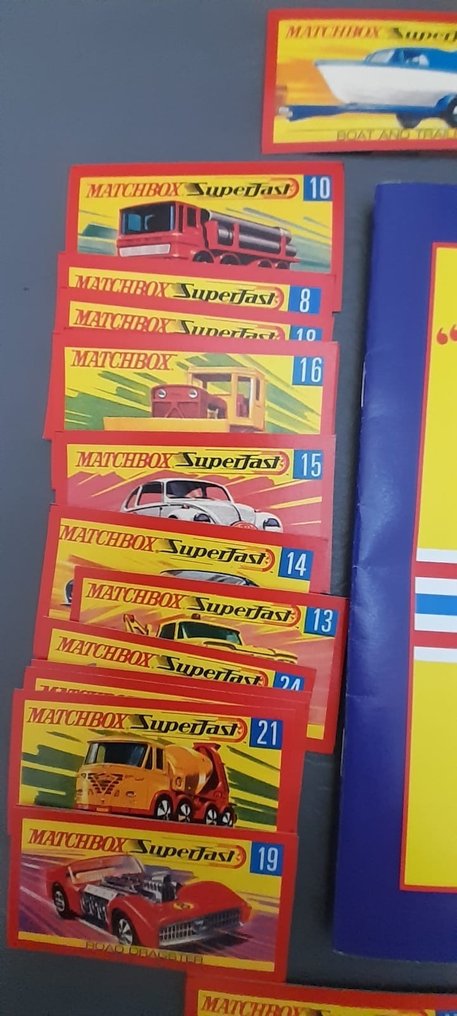 MATCHBOX
BOAT AND
MATCHBOX Superfast 10
MATCHBOX Superfast 8
MATCHBOX Superfast 18
MATCHBOX 16
MATCHBOX Superfast 15
MATCHBOX Superfast 14
MATCHBOX Superfast 13
MATCHBOX Superfast 24
MATCHBOX Superfast 21
MATCHBOX Superfast 19
ROAD DRAGSTER
MATCHBOX Superfast